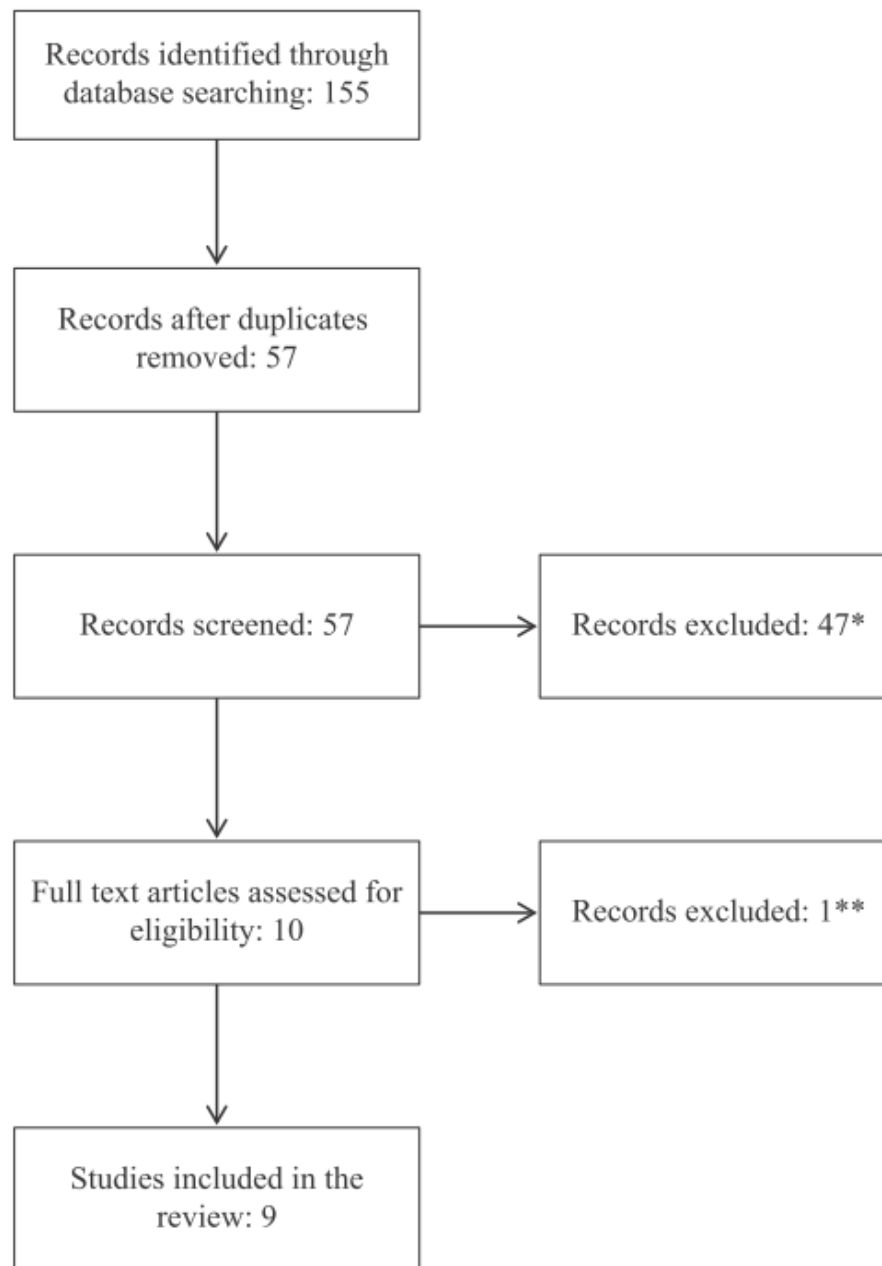 Records identified through
database searching: 155
Records after duplicates
removed: 57
Records screened: 57
Records excluded: 47*
Full text articles assessed for
eligibility: 10
Records excluded: 1**
Studies included in the
review: 9